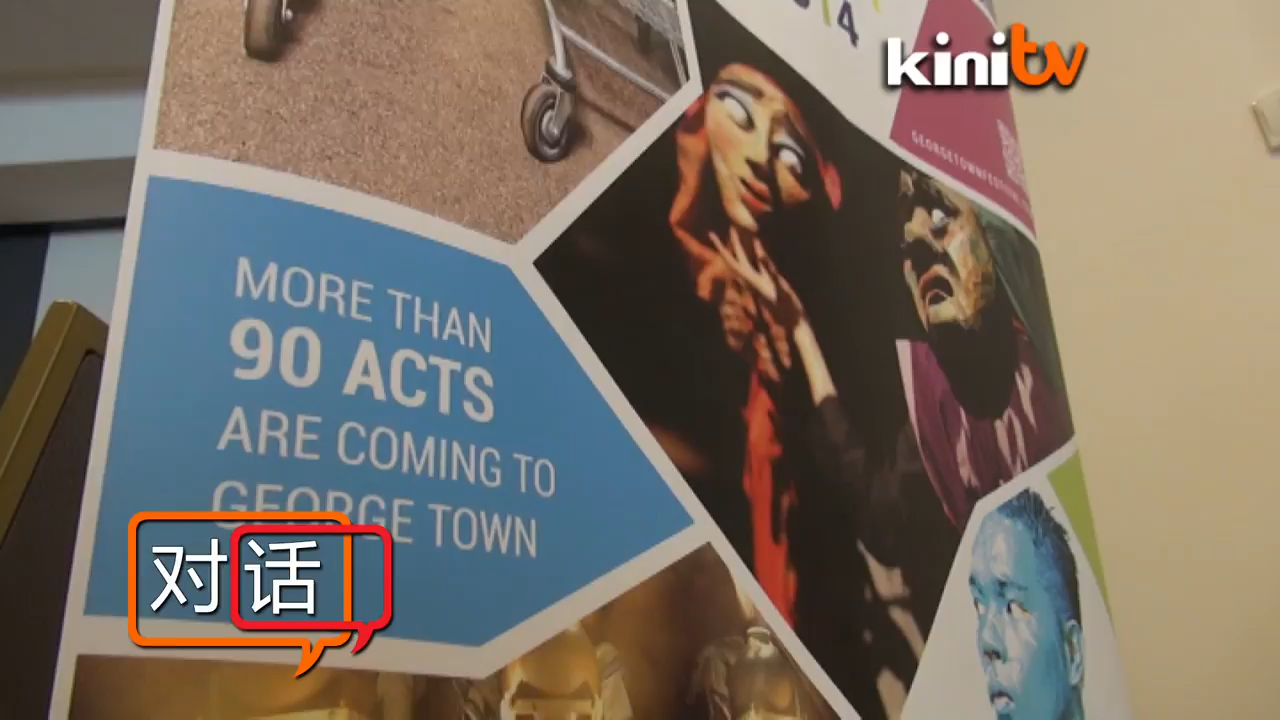 kinitv
MORE THAN
90 ACTS
ARE COMING TO
GEORGE TOWN
对话